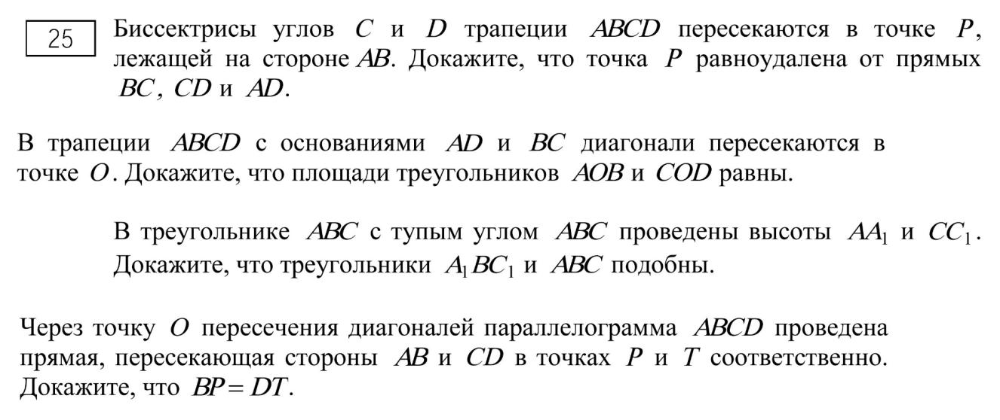 25 Биссектрисы углов C и D трапеции ABCD пересекаются в точке P,
лежащей на стороне AB. Докажите, что точка P равноудалена от прямых
BC, CD и AD.
В трапеции ABCD с основаниями AD и BC диагонали пересекаются в
точке O. Докажите, что площади треугольников AOB и COD равны.
В треугольнике ABC с тупым углом ABC проведены высоты AA₁ и CC₁.
Докажите, что треугольники A₁BC₁ и ABC подобны.
Через точку O пересечения диагоналей параллелограмма ABCD проведена
прямая, пересекающая стороны AB и CD в точках P и T соответственно.
Докажите, что BP = DT.